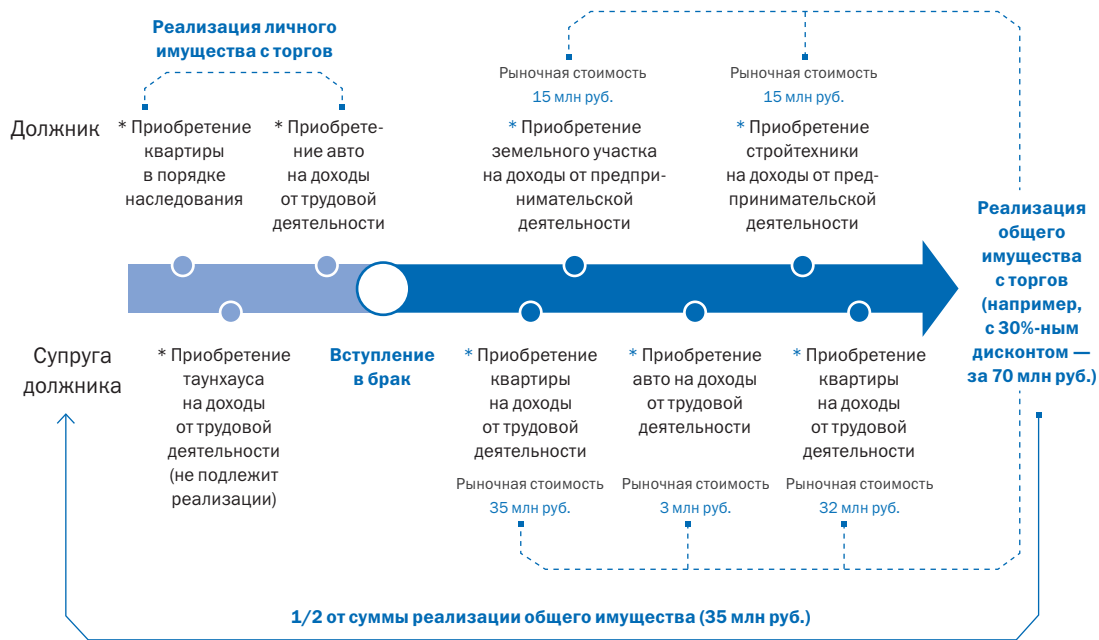 Реализация личного
имущества с торгов
Рыночная стоимость
15 млн руб.
Рыночная стоимость
15 млн руб.
Должник
* Приобретение
квартиры
в порядке
наследования
* Приобрете-
ние авто
на доходы
от трудовой
деятельности
* Приобретение
земельного участка
на доходы от предпри-
нимательской
деятельности
* Приобретение
стройтехники
на доходы от пред-
принимательской
деятельности
Реализация
общего
имущества
с торгов
(например,
с 30%-ным
дисконтом —
за 70 млн руб.)
Супруга
должника
* Приобретение
таунхауса
на доходы
от трудовой
деятельности
(не подлежит
реализации)
Вступление
в брак
* Приобретение
квартиры
на доходы
от трудовой
деятельности
Рыночная стоимость
35 млн руб.
* Приобретение
авто на доходы
от трудовой
деятельности
Рыночная стоимость
3 млн руб.
* Приобретение
квартиры
на доходы
от трудовой
деятельности
Рыночная стоимость
32 млн руб.
1/2 от суммы реализации общего имущества (35 млн руб.)